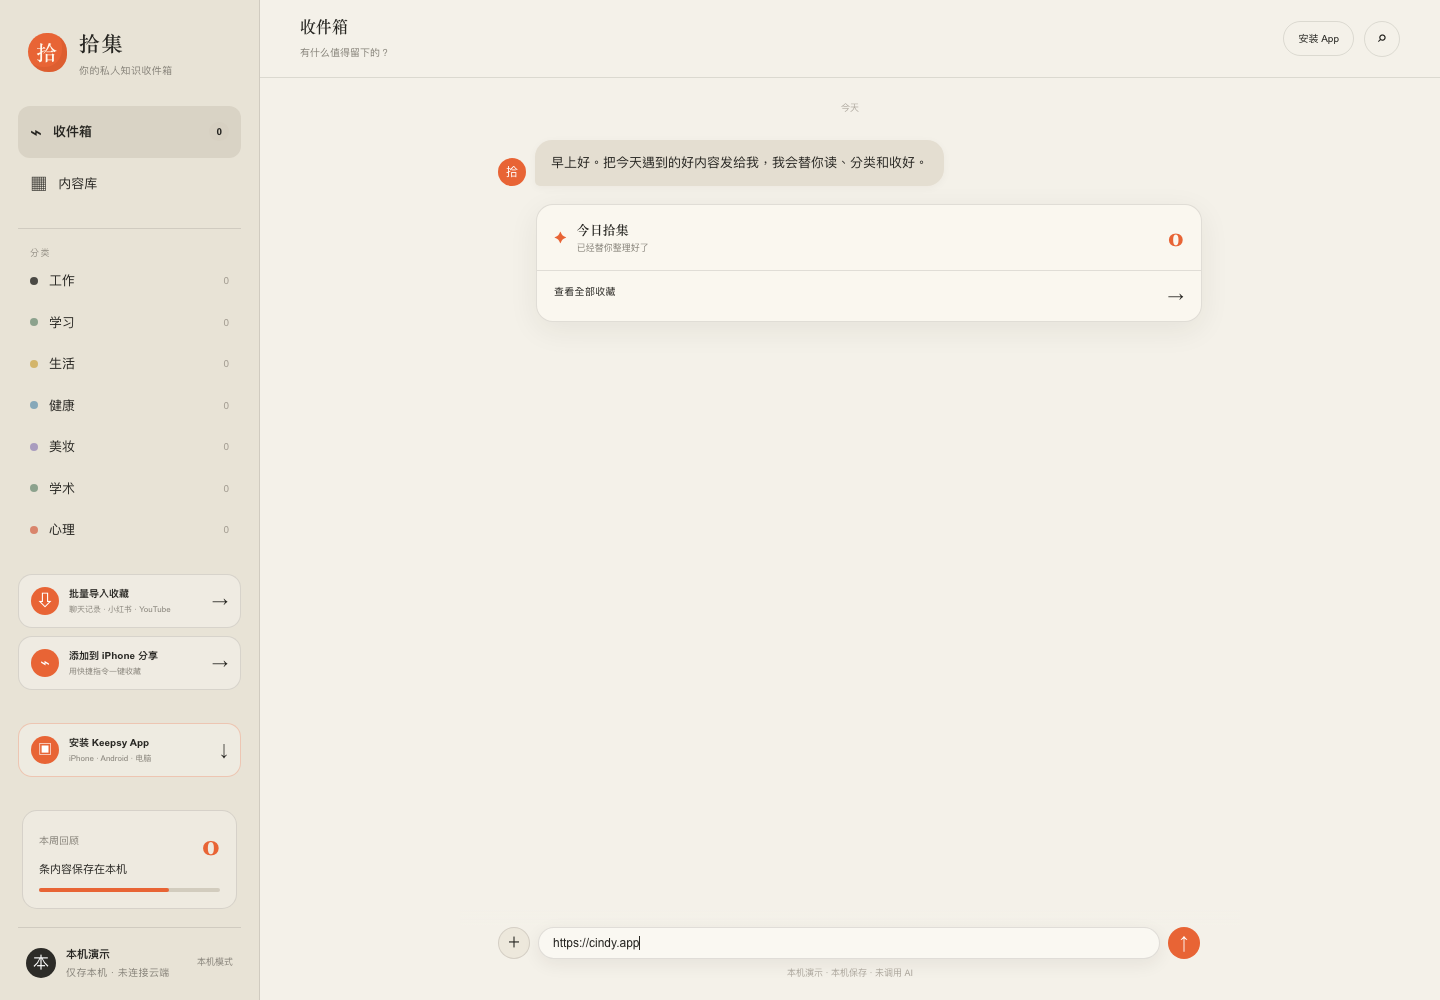 拾
拾集
你的私人知识收件箱
收件箱
0
内容库
分类
工作
0
学习
0
生活
0
健康
0
美妆
0
学术
0
心理
0
批量导入收藏
聊天记录 · 小红书 · YouTube
添加到 iPhone 分享
用快捷指令一键收藏
安装 Keepsy App
iPhone · Android · 电脑
本周回顾
0
条内容保存在本机
本
本机演示
仅存本机 · 未连接云端
本机模式
收件箱
有什么值得留下的？
安装 App
今天
拾
早上好。把今天遇到的好内容发给我，我会替你读、分类和收好。
今日拾集
已经替你整理好了
0
查看全部收藏
https://cindy.app
本机演示 · 本机保存 · 未调用 AI